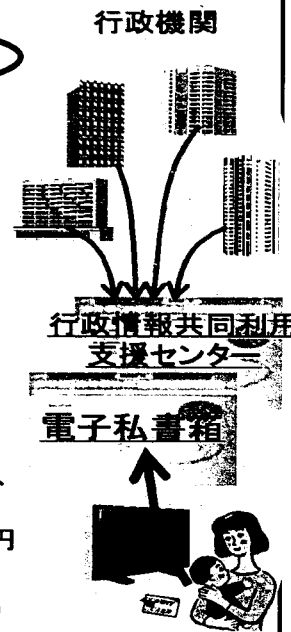 行政機関
行政情報共同利用
支援センター
電子私書箱
円